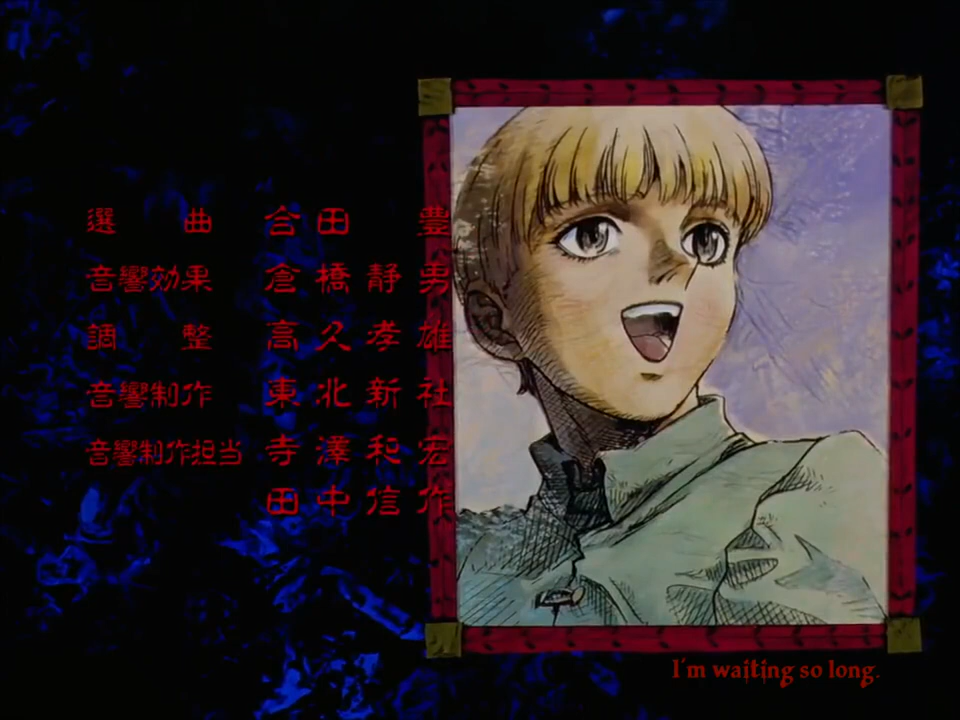 選曲 合田豊
音響効果 倉橋静男
調整 高久孝雄
音響制作 東北新社
音響制作担当 寺澤和宏
田中信作
I'm waiting so long.